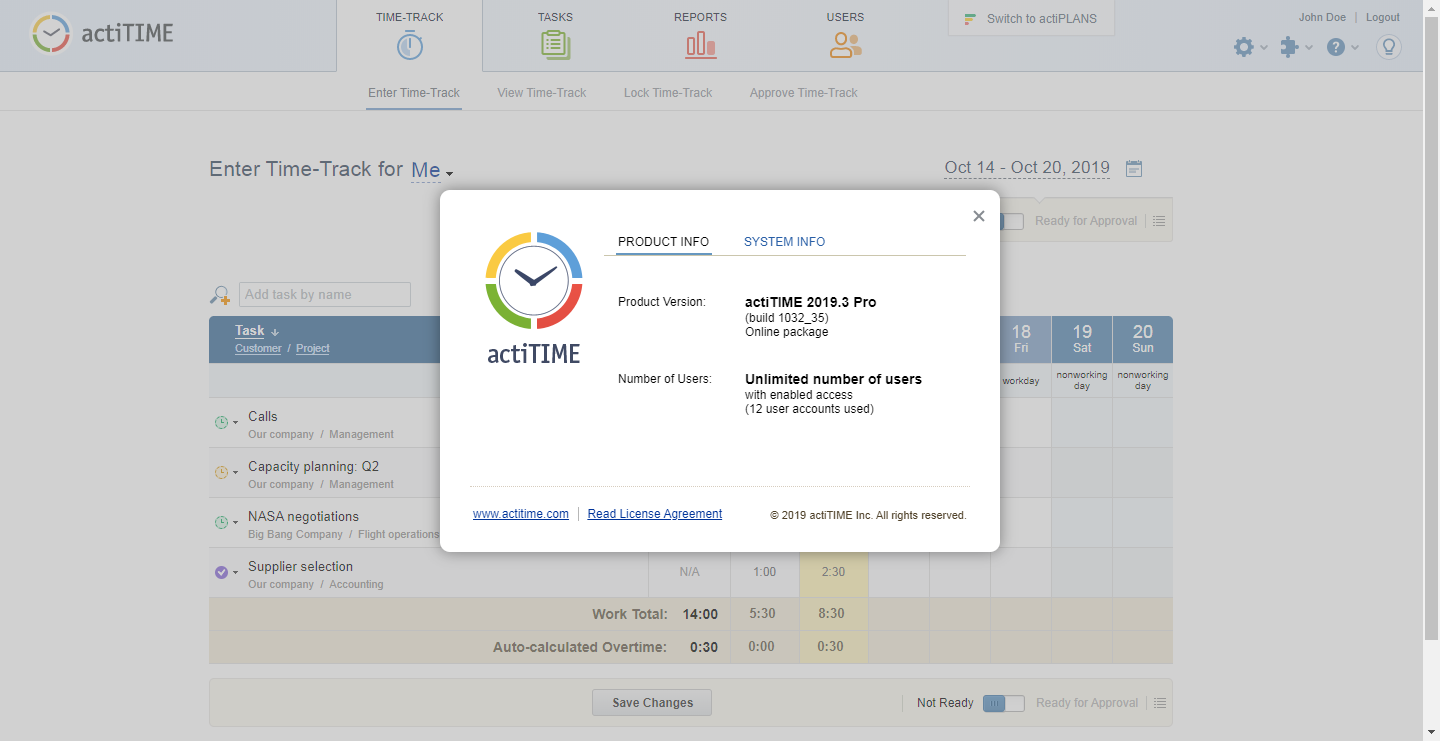 actiTIME
TIME-TRACK
TASKS
REPORTS
USERS
Switch to actiPLANS
John Doe | Logout
Enter Time-Track
View Time-Track
Lock Time-Track
Approve Time-Track
Enter Time-Track for Me
Oct 14 - Oct 20, 2019
Ready for Approval
Add task by name
Task
Customer / Project
18
Fri
19
Sat
20
Sun
workday
nonworking
day
nonworking
day
Calls
Our company / Management
Capacity planning: Q2
Our company / Management
NASA negotiations
Big Bang Company / Flight operations
Supplier selection
Our company / Accounting
N/A
1:00
2:30
Work Total: 14:00 5:30 8:30
Auto-calculated Overtime: 0:30 0:00 0:30
Save Changes
Not Ready
Ready for Approval
actiTIME
PRODUCT INFO
SYSTEM INFO
Product Version:
actiTIME 2019.3 Pro
(build 1032_35)
Online package
Number of Users:
Unlimited number of users
with enabled access
(12 user accounts used)
www.actitime.com
Read License Agreement
© 2019 actiTIME Inc. All rights reserved.